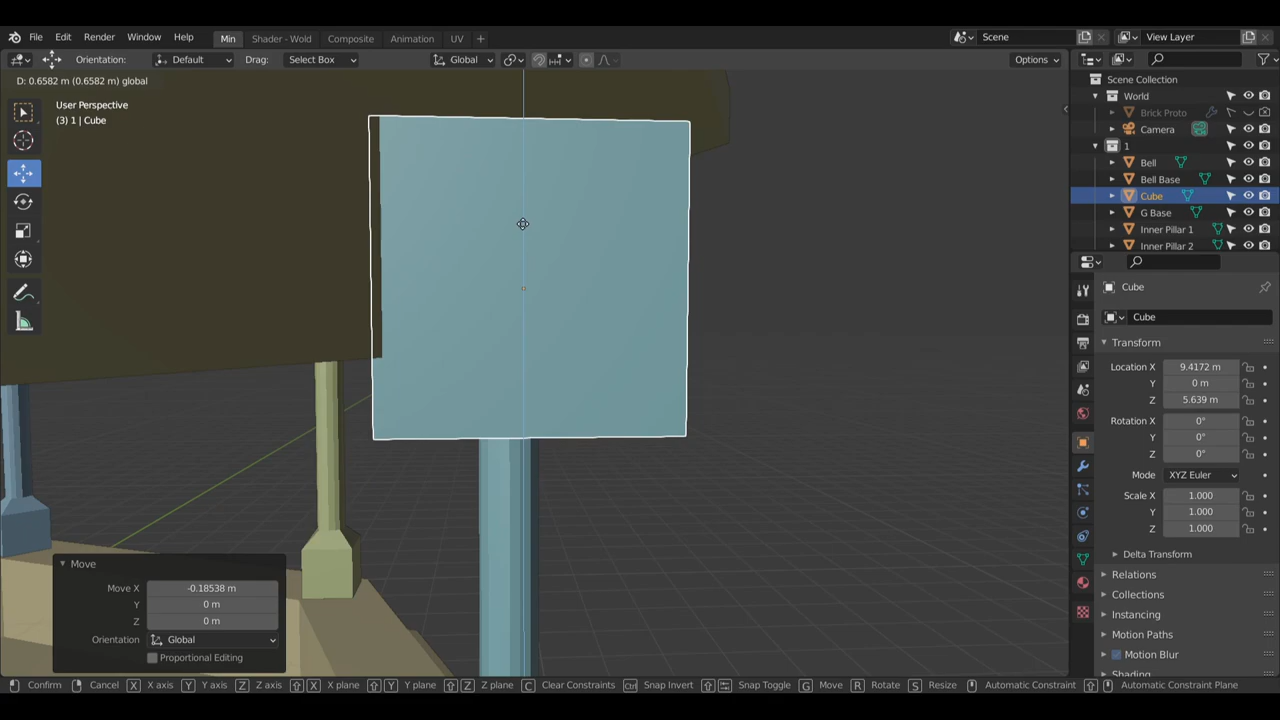 File Edit Render Window Help Min Shader - Wold Composite Animation UV Scene View Layer
Orientation: Default Drag: Select Box Global Options
D: 0.6582 m (0.6582 m) global
User Perspective
(3) 1 | Cube
Scene Collection
World
Brick Proto
Camera
1
Bell
Bell Base
Cube
G Base
Inner Pillar 1
Inner Pillar 2
Cube
Cube
Transform
Location X 9.4172 m
Y 0 m
Z 5.639 m
Rotation X 0°
Y 0°
Z 0°
Mode XYZ Euler
Scale X 1.000
Y 1.000
Z 1.000
Delta Transform
Relations
Collections
Instancing
Motion Paths
Motion Blur
Shading
Move
Move X -0.18538 m
Y 0 m
Z 0 m
Orientation Global
Proportional Editing
Confirm Cancel X X axis Y Y axis Z Z axis X X plane Y Y plane Z Z plane C Clear Constraints Ctrl Snap Invert Snap Toggle G Move R Rotate S Resize Automatic Constraint Automatic Constraint Plane